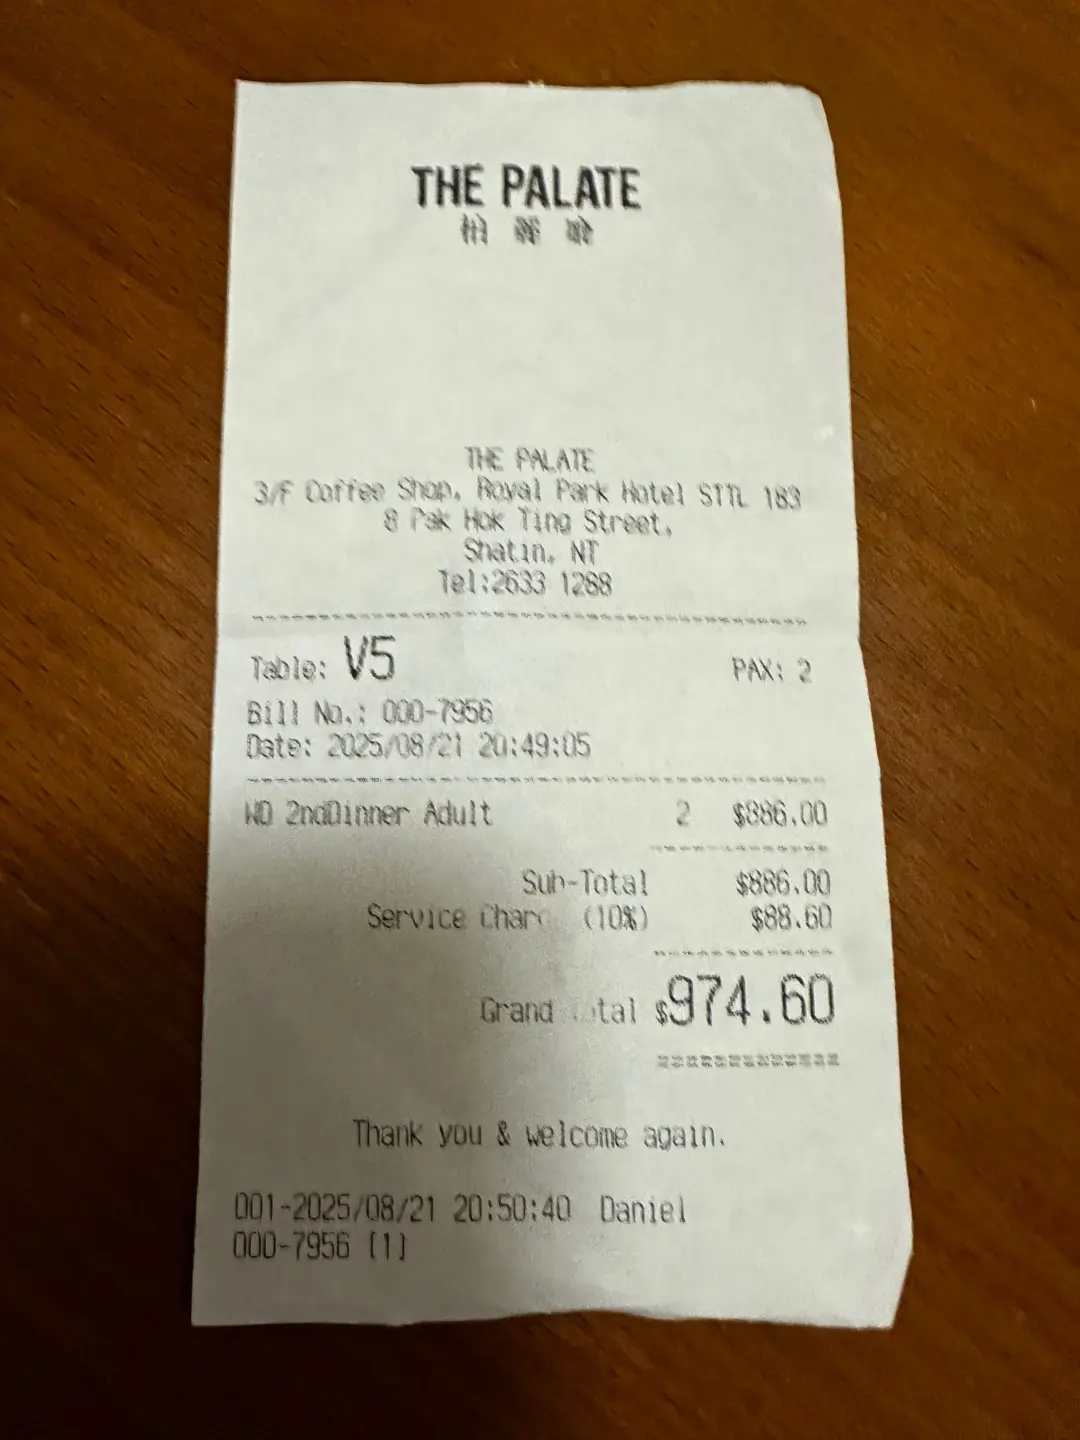 THE PALATE
THE PALATE
3/F Coffee Shop, Royal Park Hotel STTL 183
8 Pak Hok Ting Street,
Shatin, NT
Tel:2633 1288
Table: V5 PAX: 2
Bill No.: 000-7956
Date: 2025/08/21 20:49:05
WD 2ndDinner Adult 2 $886.00
Sub-Total $886.00
Service (10%) $88.60
Grand $974.60
Thank you & welcome again.
001-2025/08/21 20:50:40 Daniel
000-7956 [1]